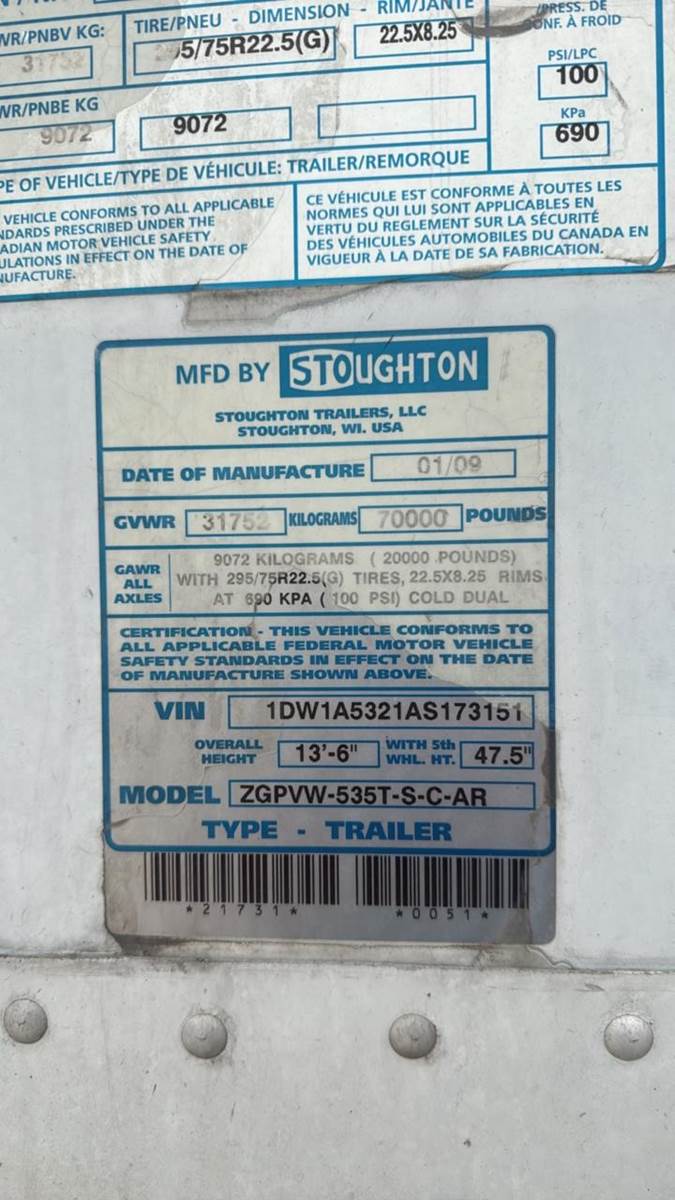 TIRE/PNEU - DIMENSION - RIM/JANTE
PRESS. DE
CONF. À FROID
WR/PNBV KG:
31752
5/75R22.5(G)
22.5X8.25
PSI/LPC
100
WR/PNBE KG
9072
9072
KPa
690
PE OF VEHICLE/TYPE DE VÉHICULE: TRAILER/REMORQUE
VEHICLE CONFORMS TO ALL APPLICABLE
NDARDS PRESCRIBED UNDER THE
ADIAN MOTOR VEHICLE SAFETY
ULATIONS IN EFFECT ON THE DATE OF
NUFACTURE.
CE VÉHICULE EST CONFORME À TOUTES LES
NORMES QUI LUI SONT APPLICABLES EN
VERTU DU REGLEMENT SUR LA SÉCURITÉ
DES VÉHICULES AUTOMOBILES DU CANADA EN
VIGUEUR À LA DATE DE SA FABRICATION.
MFD BY STOUGHTON
STOUGHTON TRAILERS, LLC
STOUGHTON, WI. USA
DATE OF MANUFACTURE 01/09
GVWR 31752 KILOGRAMS 70000 POUNDS
GAWR
ALL
AXLES
9072 KILOGRAMS ( 20000 POUNDS)
WITH 295/75R22.5(G) TIRES, 22.5X8.25 RIMS
AT 690 KPA ( 100 PSI) COLD DUAL
CERTIFICATION - THIS VEHICLE CONFORMS TO
ALL APPLICABLE FEDERAL MOTOR VEHICLE
SAFETY STANDARDS IN EFFECT ON THE DATE
OF MANUFACTURE SHOWN ABOVE.
VIN 1DW1A5321AS173151
OVERALL
HEIGHT
13'-6"
WITH 5th
WHL. HT.
47.5"
MODEL ZGPVW-535T-S-C-AR
TYPE - TRAILER
*21731* *0051*